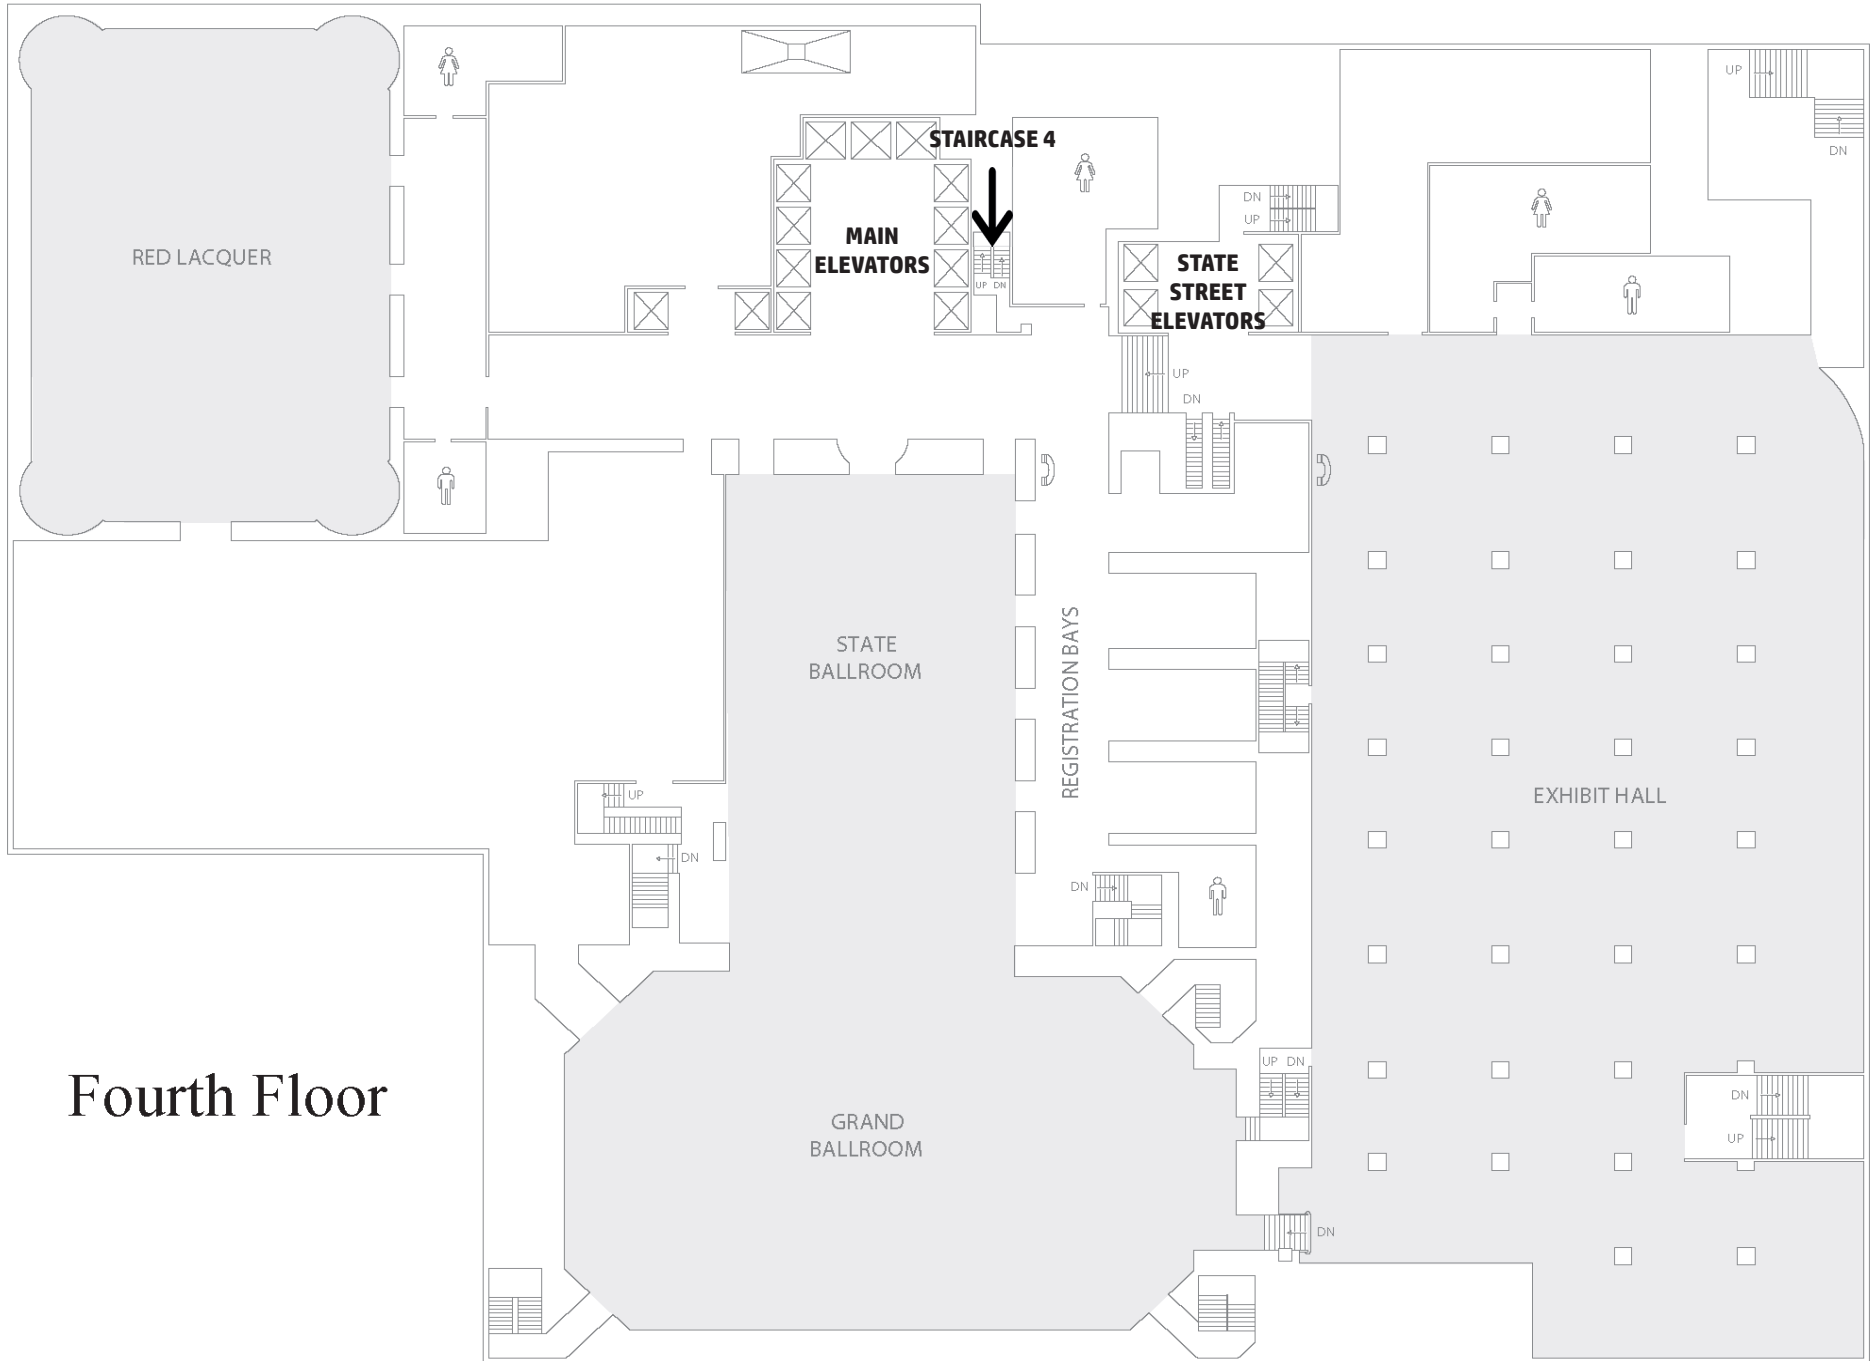 UP
DN
STAIRCASE 4
DN
UP
MAIN
ELEVATORS
RED LACQUER
STATE
STREET
ELEVATORS
UP DN
UP
DN
STATE
BALLROOM
REGISTRATION BAYS
UP
EXHIBIT HALL
DN
DN
UP DN
Fourth Floor
DN
GRAND
BALLROOM
UP
DN